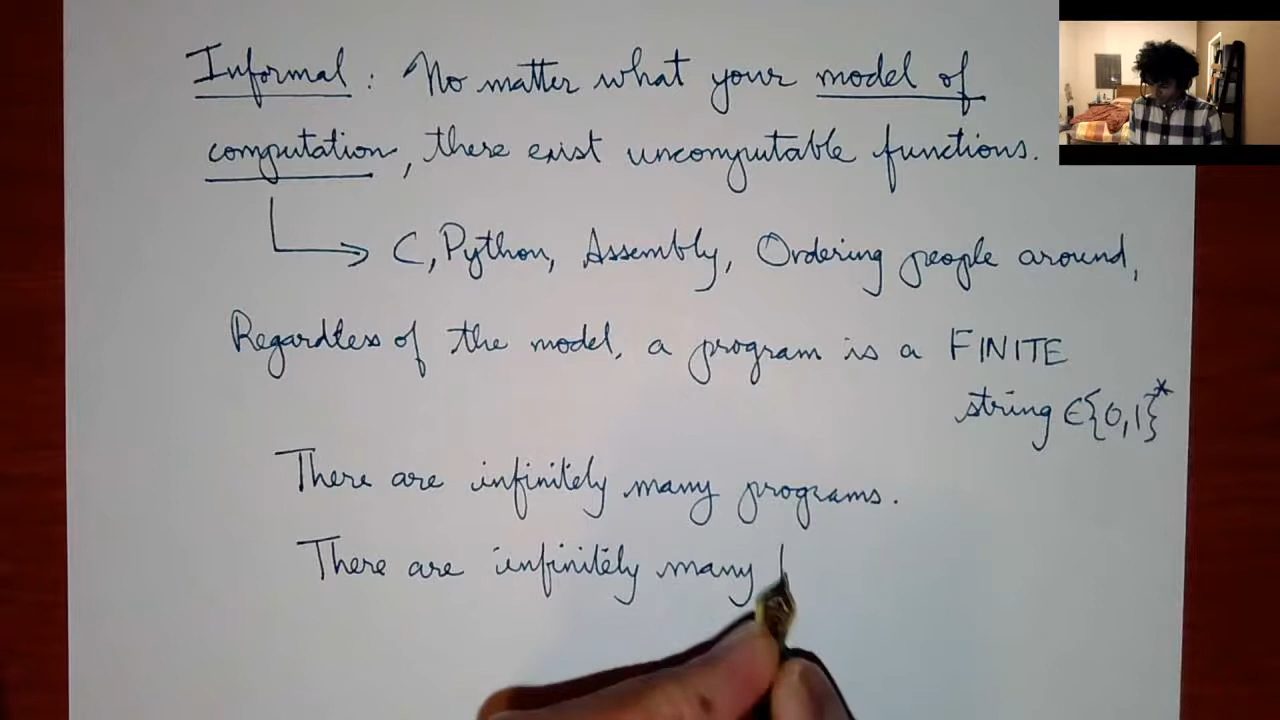 Informal : No matter what your model of
computation, there exist uncomputable functions.
C, Python, Assembly, Ordering people around,
Regardless of the model, a program is a FINITE
string ∈{0,1}*
There are infinitely many programs.
There are infinitely many